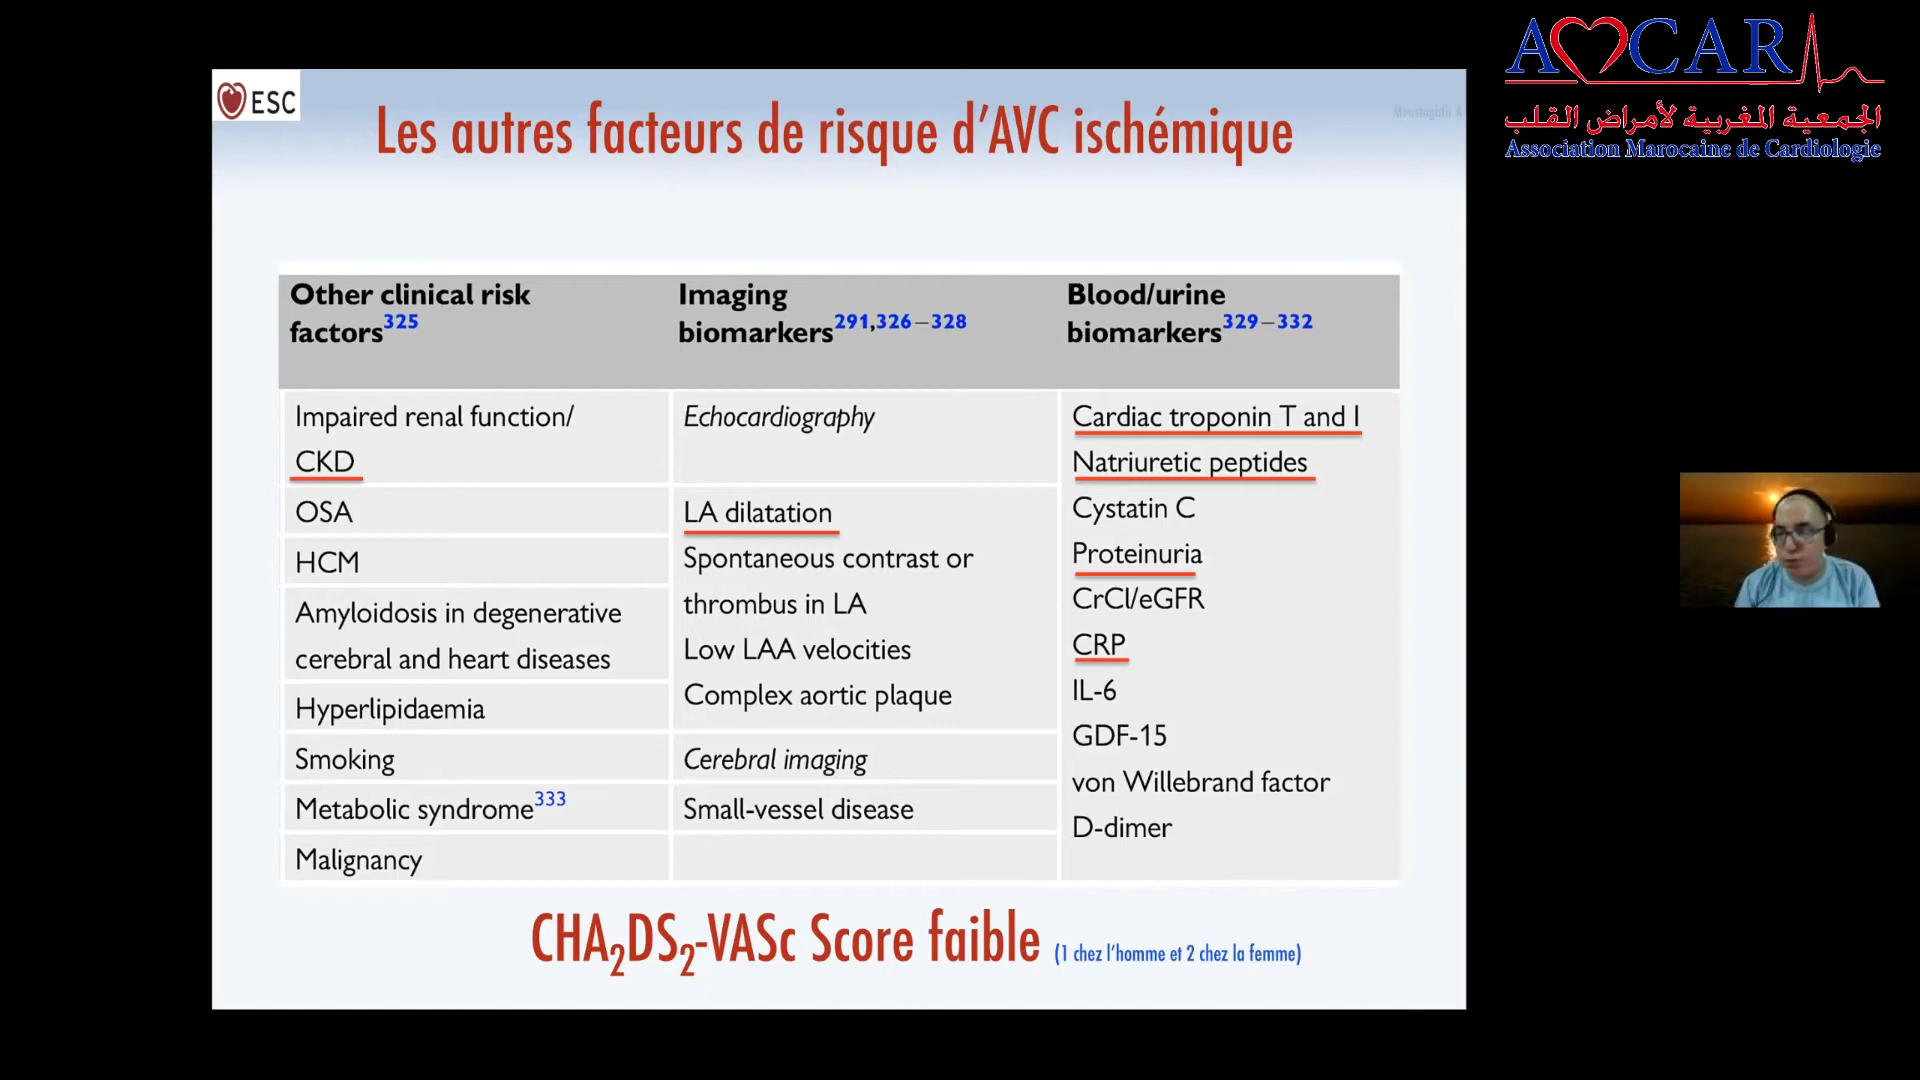 AMCAR
الجمعية المغربية لأمراض القلب
Association Marocaine de Cardiologie
ESC
Les autres facteurs de risque d'AVC ischémique
Other clinical risk
factors325
Imaging
biomarkers291,326–328
Blood/urine
biomarkers329–332
Impaired renal function/
CKD
OSA
HCM
Amyloidosis in degenerative
cerebral and heart diseases
Hyperlipidaemia
Smoking
Metabolic syndrome333
Malignancy
Echocardiography
LA dilatation
Spontaneous contrast or
thrombus in LA
Low LAA velocities
Complex aortic plaque
Cerebral imaging
Small-vessel disease
Cardiac troponin T and I
Natriuretic peptides
Cystatin C
Proteinuria
CrCl/eGFR
CRP
IL-6
GDF-15
von Willebrand factor
D-dimer
CHA2DS2-VASc Score faible (1 chez l'homme et 2 chez la femme)